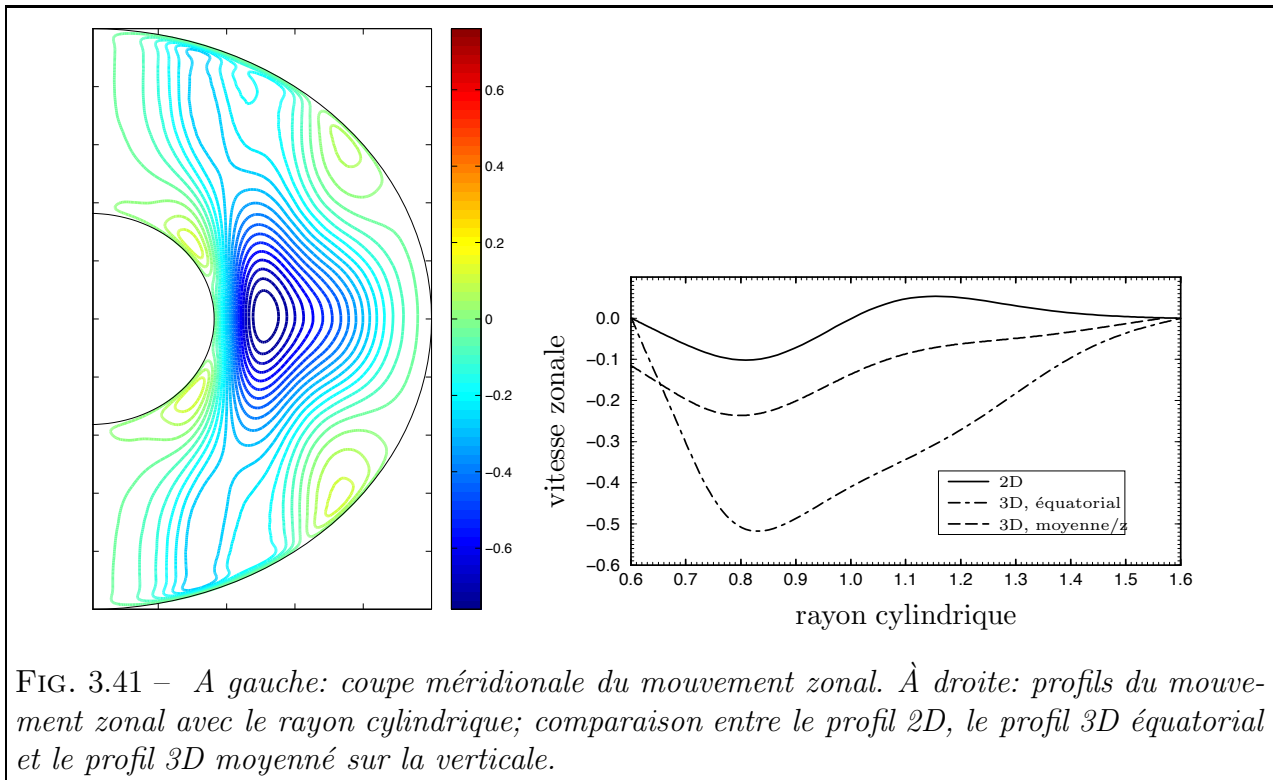 0.6
0.4
0.2
0
−0.2
−0.4
−0.6
0.0
−0.1
−0.2
−0.3
−0.4
−0.5
−0.6
vitesse zonale
2D
3D, équatorial
3D, moyenne/z
0.6 0.7 0.8 0.9 1.0 1.1 1.2 1.3 1.4 1.5 1.6
rayon cylindrique
FIG. 3.41 – A gauche: coupe méridionale du mouvement zonal. À droite: profils du mouve-
ment zonal avec le rayon cylindrique; comparaison entre le profil 2D, le profil 3D équatorial
et le profil 3D moyenné sur la verticale.